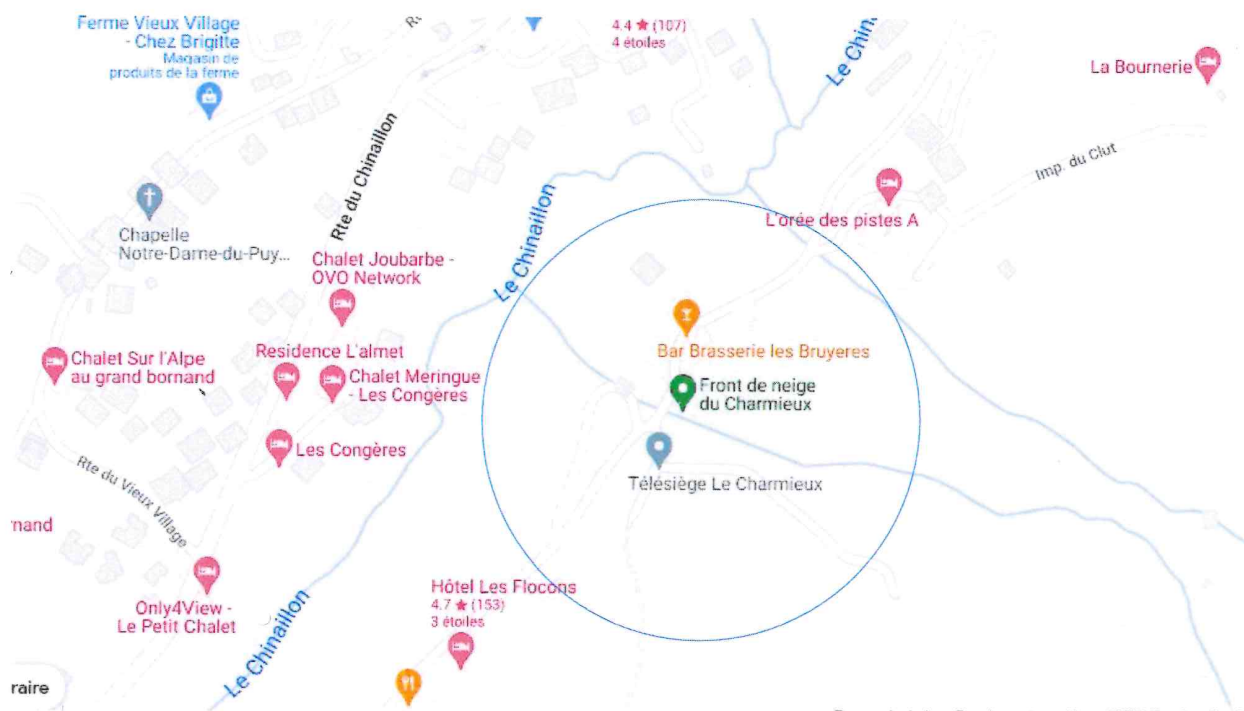 Ferme Vieux Village
- Chez Brigitte
Magasin de
produits de la ferme
4.4 ★ (107)
4 étoiles
La Bournerie
Rte du Chinaillon
Imp. du Clut
Le Chinaillon
L'orée des pistes A
Chapelle
Notre-Dame-du-Puy...
Chalet Joubarbe -
OVO Network
Bar Brasserie les Bruyeres
Residence L'almet
Chalet Sur l'Alpe
au grand bornand
Chalet Meringue
- Les Congères
Front de neige
du Charmieux
Les Congères
Télésiège Le Charmieux
Rte du Vieux Village
nand
Hôtel Les Flocons
4.7 ★ (153)
3 étoiles
Only4View -
Le Petit Chalet
Le Chinaillon
raire